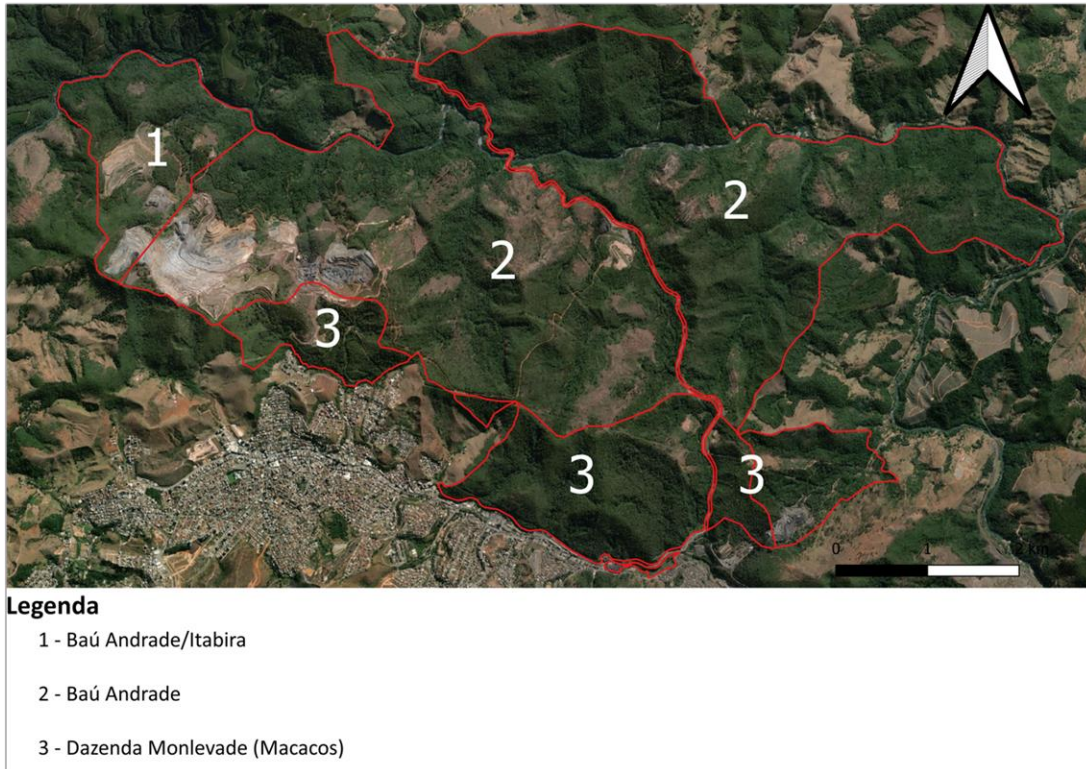 1
2
2
3
3
3
0 1 2 km
Legenda
1 - Baú Andrade/Itabira
2 - Baú Andrade
3 - Dazenda Monlevade (Macacos)